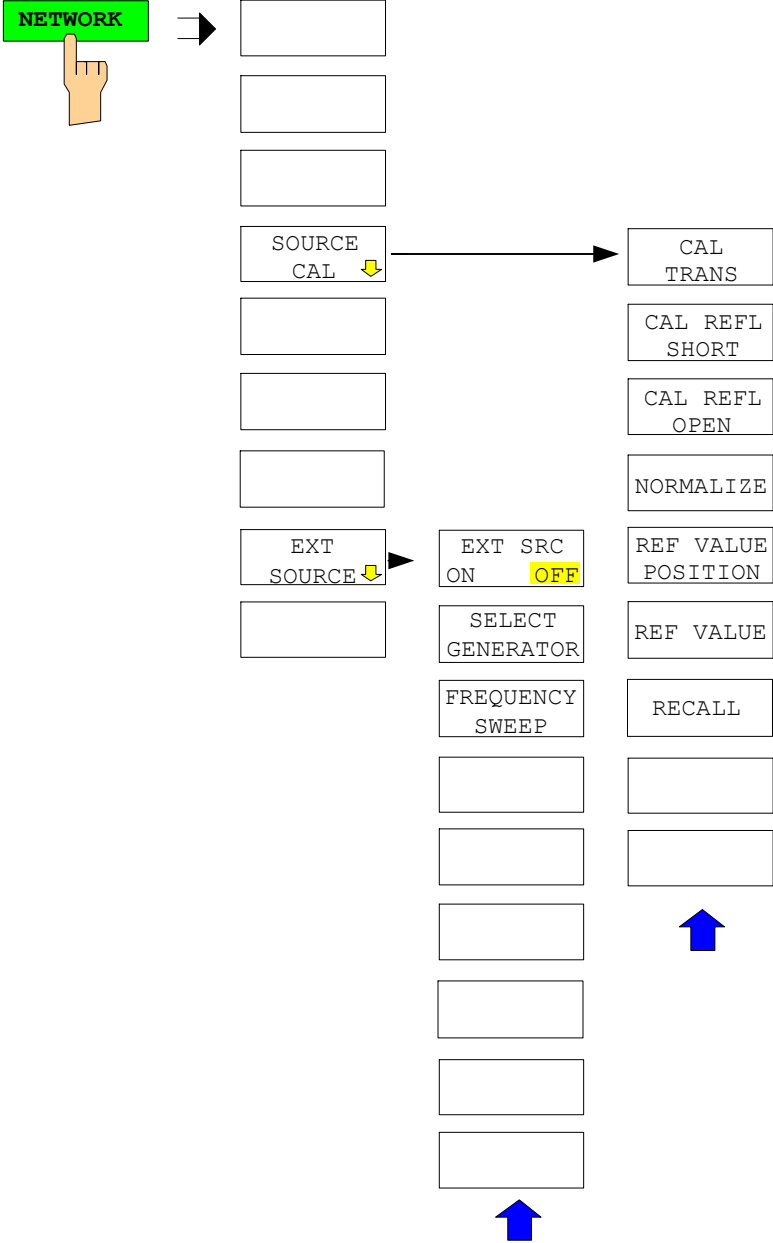 NETWORK
SOURCE
CAL
CAL
TRANS
CAL REFL
SHORT
CAL REFL
OPEN
NORMALIZE
EXT
SOURCE
EXT SRC
ON OFF
SELECT
GENERATOR
FREQUENCY
SWEEP
REF VALUE
POSITION
REF VALUE
RECALL